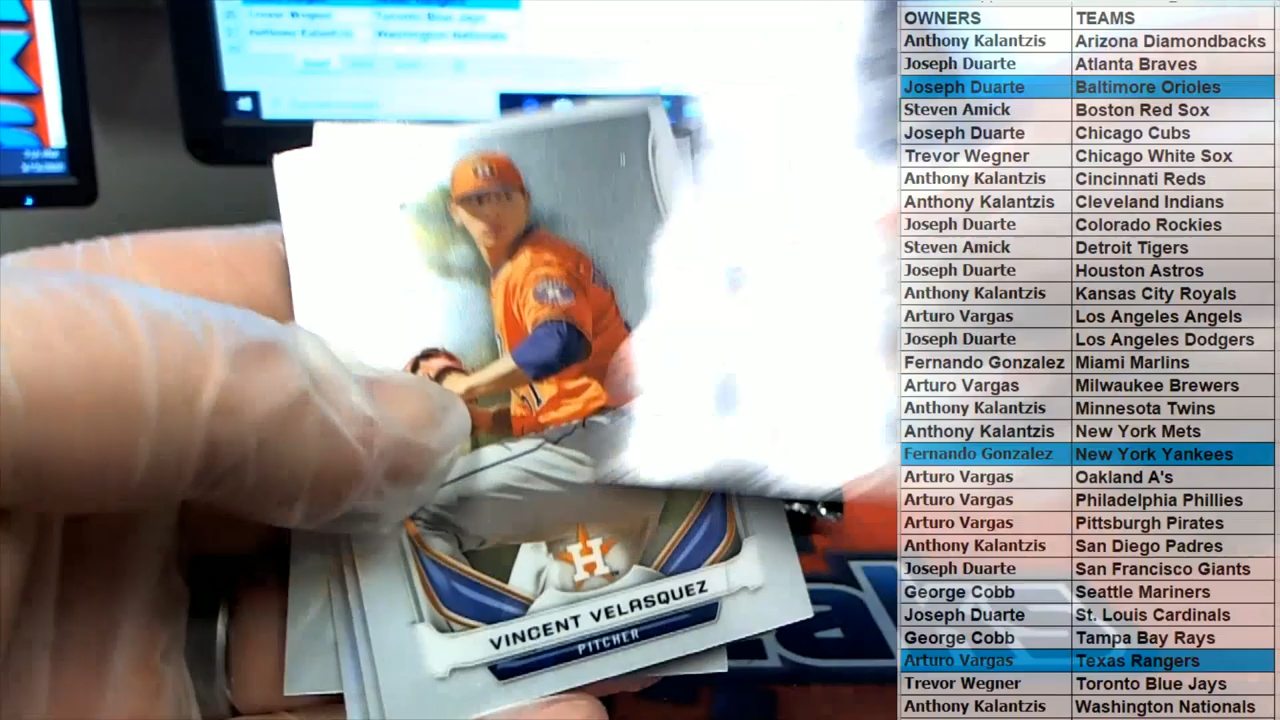 Toronto Blue Jays
Washington Nationals
H
H
VINCENT VELASQUEZ
PITCHER
OWNERS TEAMS
Anthony Kalantzis Arizona Diamondbacks
Joseph Duarte Atlanta Braves
Joseph Duarte Baltimore Orioles
Steven Amick Boston Red Sox
Joseph Duarte Chicago Cubs
Trevor Wegner Chicago White Sox
Anthony Kalantzis Cincinnati Reds
Anthony Kalantzis Cleveland Indians
Joseph Duarte Colorado Rockies
Steven Amick Detroit Tigers
Joseph Duarte Houston Astros
Anthony Kalantzis Kansas City Royals
Arturo Vargas Los Angeles Angels
Joseph Duarte Los Angeles Dodgers
Fernando Gonzalez Miami Marlins
Arturo Vargas Milwaukee Brewers
Anthony Kalantzis Minnesota Twins
Anthony Kalantzis New York Mets
Fernando Gonzalez New York Yankees
Arturo Vargas Oakland A's
Arturo Vargas Philadelphia Phillies
Arturo Vargas Pittsburgh Pirates
Anthony Kalantzis San Diego Padres
Joseph Duarte San Francisco Giants
George Cobb Seattle Mariners
Joseph Duarte St. Louis Cardinals
George Cobb Tampa Bay Rays
Arturo Vargas Texas Rangers
Trevor Wegner Toronto Blue Jays
Anthony Kalantzis Washington Nationals